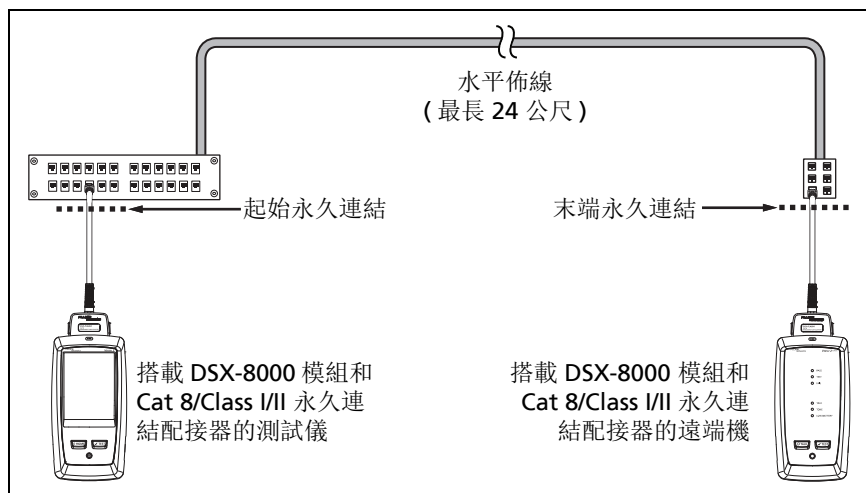 水平佈線
( 最長 24 公尺 )
起始永久連結
末端永久連結
搭載 DSX-8000 模組和
Cat 8/Class I/II 永久連
結配接器的測試儀
搭載 DSX-8000 模組和
Cat 8/Class I/II 永久連
結配接器的遠端機